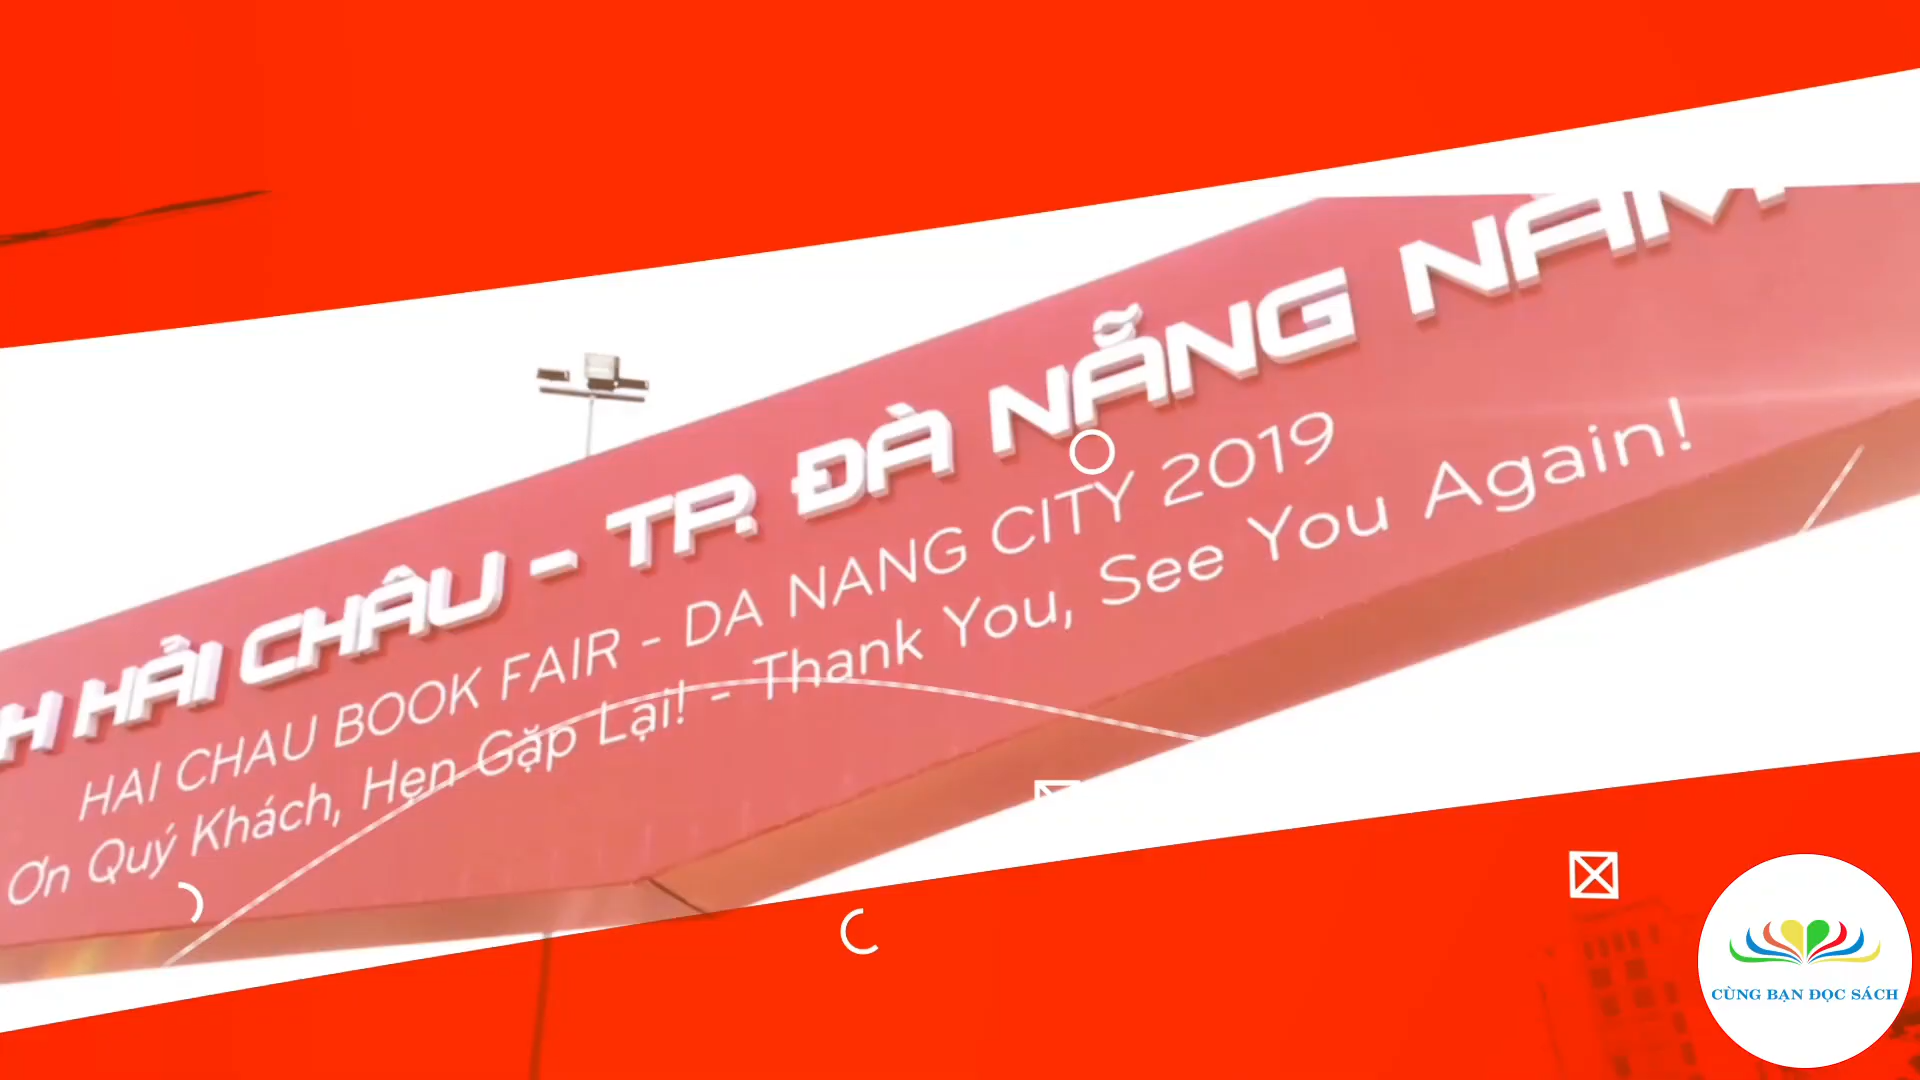 HẢI CHÂU - TP. ĐÀ NẴNG NĂM
HAI CHAU BOOK FAIR - DA NANG CITY 2019
Ơn Quý Khách, Hẹn Gặp Lại! - Thank You, See You Again!
CÙNG BẠN ĐỌC SÁCH